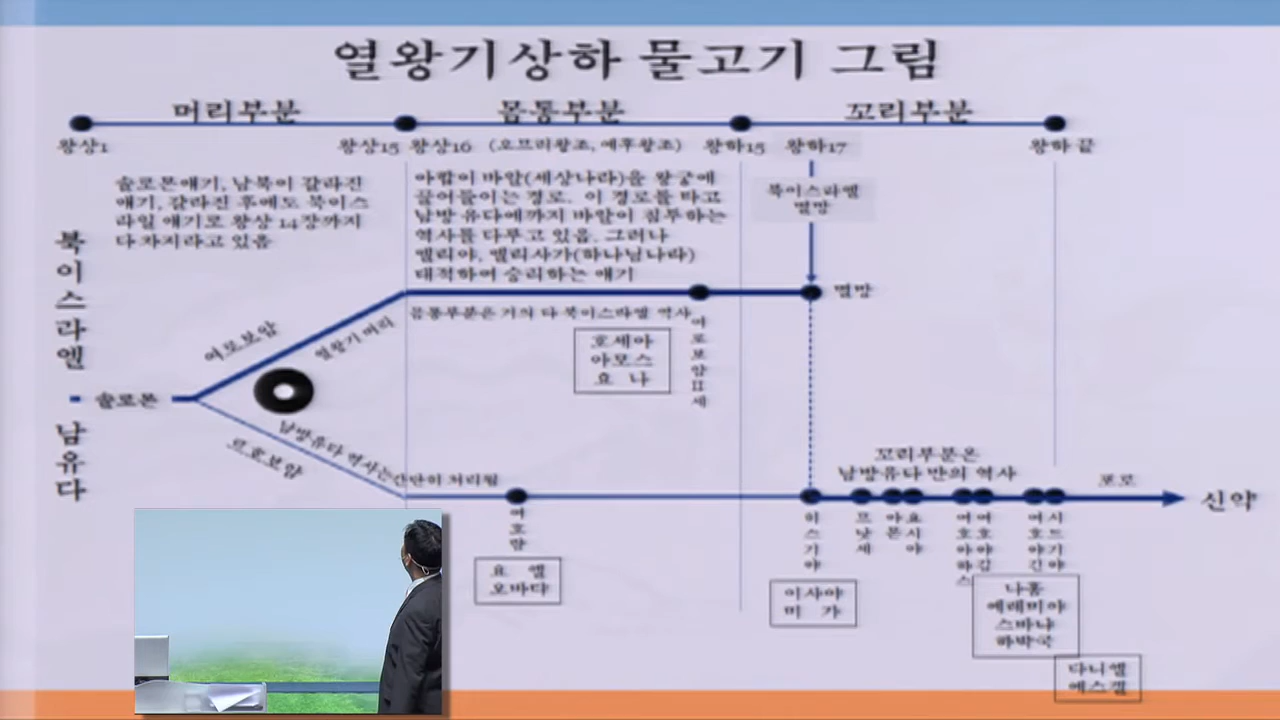 열왕기상하 물고기 그림
머리부분
몸통부분
꼬리부분
왕상1
왕상15
왕상16
(오므리왕조, 예후왕조)
왕하15
왕하17
왕하 끝
솔로몬얘기, 남북이 갈라진
얘기, 갈라진 후에도 북이스
라엘 얘기로 왕상 14장까지
다 차지라고 있음
아합이 바알(세상나라)을 왕궁에
끌어들이는 경로. 이 경로를 타고
남방 유다에까지 바알이 침투하는
역사를 다루고 있음. 그러나
엘리야, 엘리사가(하나님나라)
대적하여 승리하는 얘기
북이스라엘
멸망
북이스라엘
멸망
몸통부분은 거의 다 북이스라엘 역사
여로보암
열왕기 머리
호세아
아모스
요 나
여로보암II세
솔로몬
남방유다 역사는 간단히 처리됨
르호보암
남유다
꼬리부분은
남방유다 만의 역사
포로
신약
여호람
요 엘
오바댜
히스기야
므낫세
아몬
요시야
여호아하스
여호야김
여호야긴
시드기야
이사야
미 가
나훔
예레미야
스바냐
하박국
다니엘
에스겔